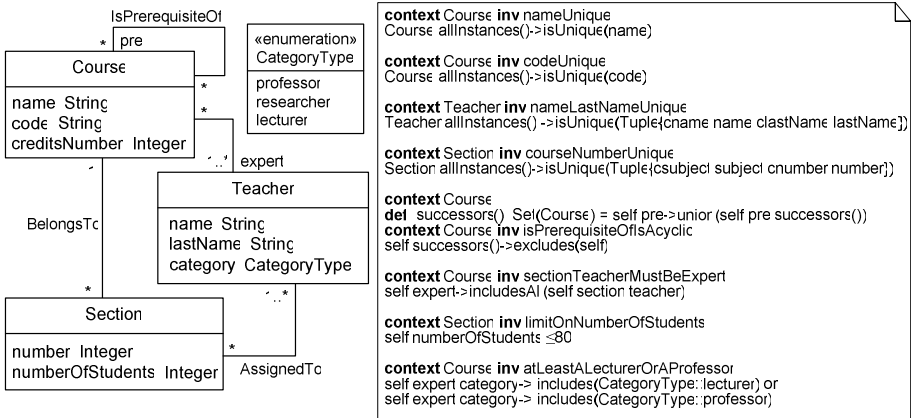 IsPrerequisiteOf
* pre
Course
name String
code String
creditsNumber Integer
*
*
«enumeration»
CategoryType
professor
researcher
lecturer
expert
Teacher
name String
lastName String
category CategoryType
BelongsTo
*
*
Section
number Integer
numberOfStudents Integer
*
AssignedTo
context Course inv nameUnique
Course allInstances()->isUnique(name)
context Course inv codeUnique
Course allInstances()->isUnique(code)
context Teacher inv nameLastNameUnique
Teacher allInstances() ->isUnique(Tuple{cname name clastName lastName})
context Section inv courseNumberUnique
Section allInstances()->isUnique(Tuple{csubject subject cnumber number})
context Course
def successors() Set(Course) = self pre->union (self pre successors())
context Course inv isPrerequisiteOfIsAcyclic
self successors()->excludes(self)
context Course inv sectionTeacherMustBeExpert
self expert->includesAl (self section teacher)
context Section inv limitOnNumberOfStudents
self numberOfStudents ≤80
context Course inv atLeastALecturerOrAProfessor
self expert category-> includes(CategoryType::lecturer) or
self expert category-> includes(CategoryType::professor)